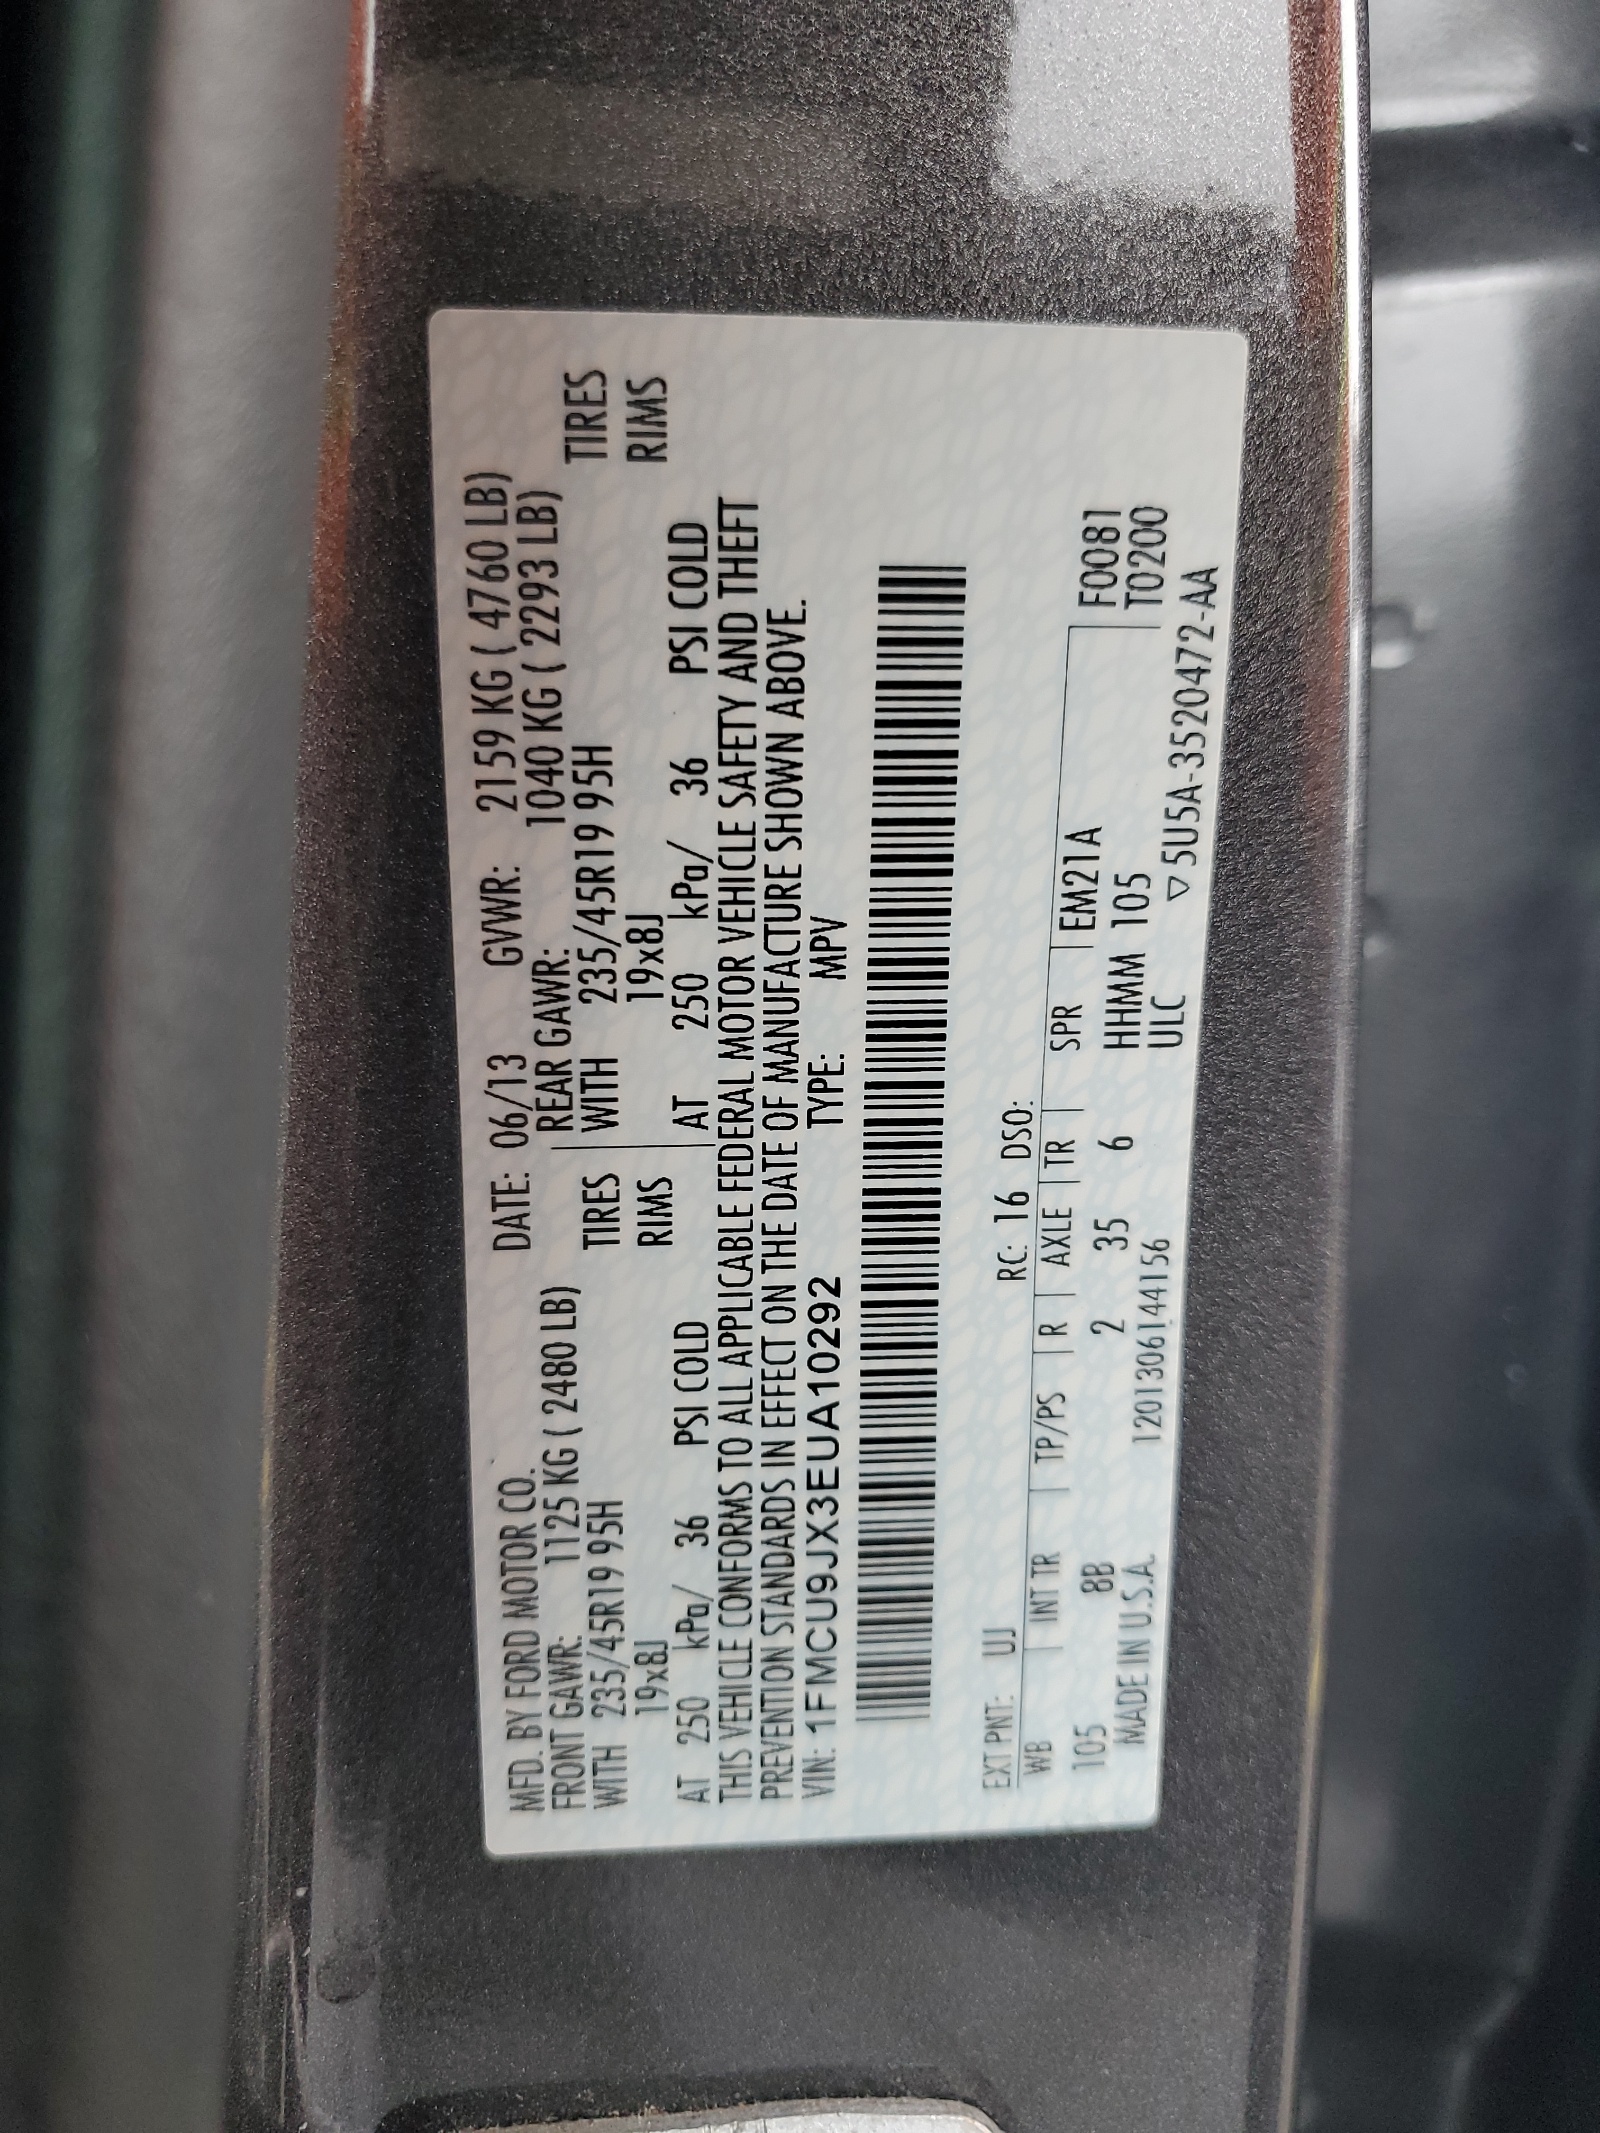 MFD. BY FORD MOTOR CO. DATE: 06/13 GVWR: 2159 KG ( 4760 LB)
FRONT GAWR: 1125 KG ( 2480 LB) REAR GAWR: 1040 KG ( 2293 LB)
WITH 235/45R19 95H TIRES WITH 235/45R19 95H TIRES
19x8J RIMS 19x8J RIMS
AT 250 kPa/ 36 PSI COLD AT 250 kPa/ 36 PSI COLD
THIS VEHICLE CONFORMS TO ALL APPLICABLE FEDERAL MOTOR VEHICLE SAFETY AND THEFT
PREVENTION STANDARDS IN EFFECT ON THE DATE OF MANUFACTURE SHOWN ABOVE.
VIN: 1FMCU9JX3EUA10292 TYPE: MPV
EXT PNT: UJ RC: 16 DSO:
WB INT TR TP/PS R AXLE TR SPR EM21A F0081
105 8B 2 35 6 HHMM 105 T0200
MADE IN U.S.A. 120130614​4156 ULC ▽5U5A-3520472-AA